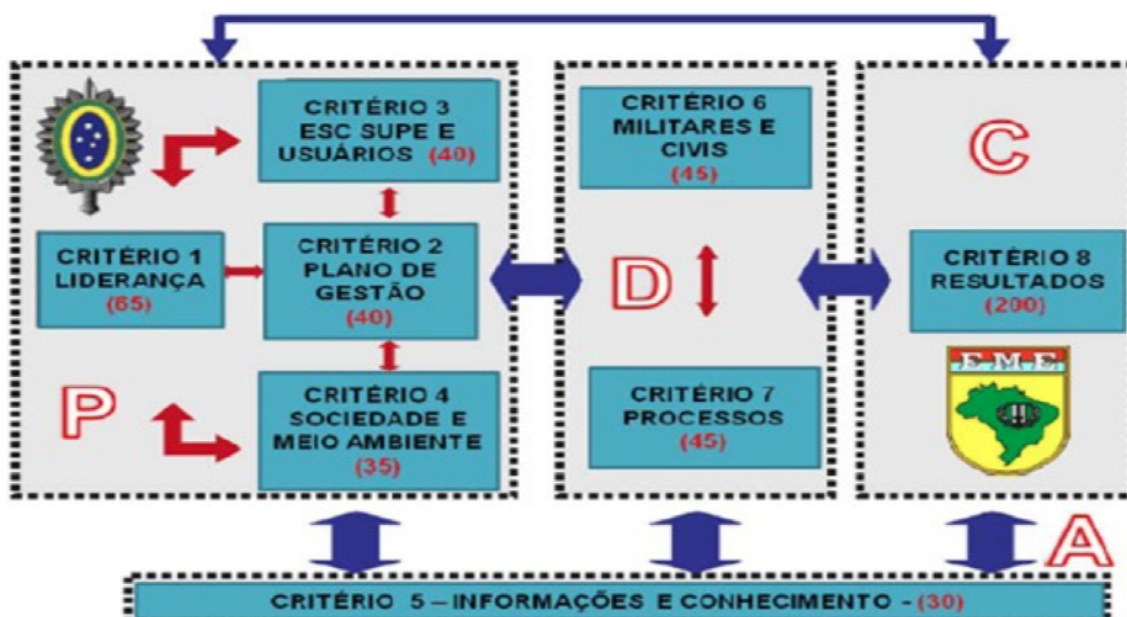 CRITÉRIO 3
ESC SUPE E
USUÁRIOS (40)
CRITÉRIO 1
LIDERANÇA
(65)
CRITÉRIO 2
PLANO DE
GESTÃO
(40)
P
CRITÉRIO 4
SOCIEDADE E
MEIO AMBIENTE
(35)
CRITÉRIO 6
MILITARES E
CIVIS
(45)
D
CRITÉRIO 7
PROCESSOS
(45)
C
CRITÉRIO 8
RESULTADOS
(200)
EME
A
CRITÉRIO 5 – INFORMAÇÕES E CONHECIMENTO - (30)